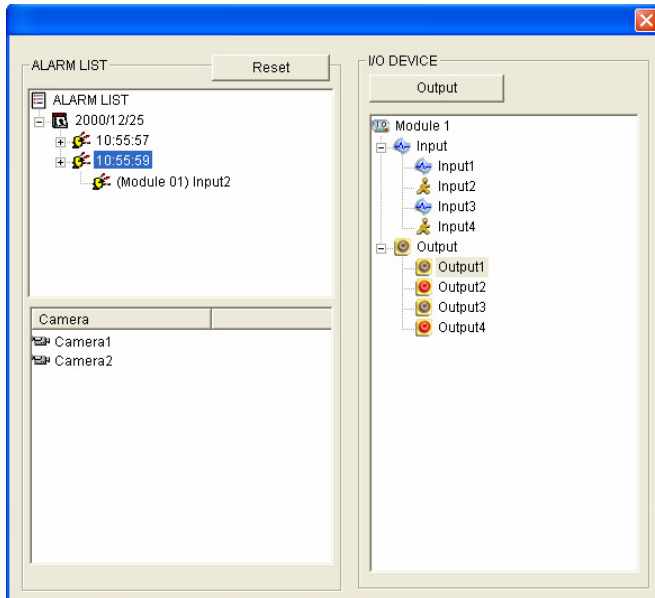 ALARM LIST
Reset
ALARM LIST
2000/12/25
10:55:57
10:55:59
(Module 01) Input2
Camera
Camera1
Camera2
I/O DEVICE
Output
Module 1
Input
Input1
Input2
Input3
Input4
Output
Output1
Output2
Output3
Output4